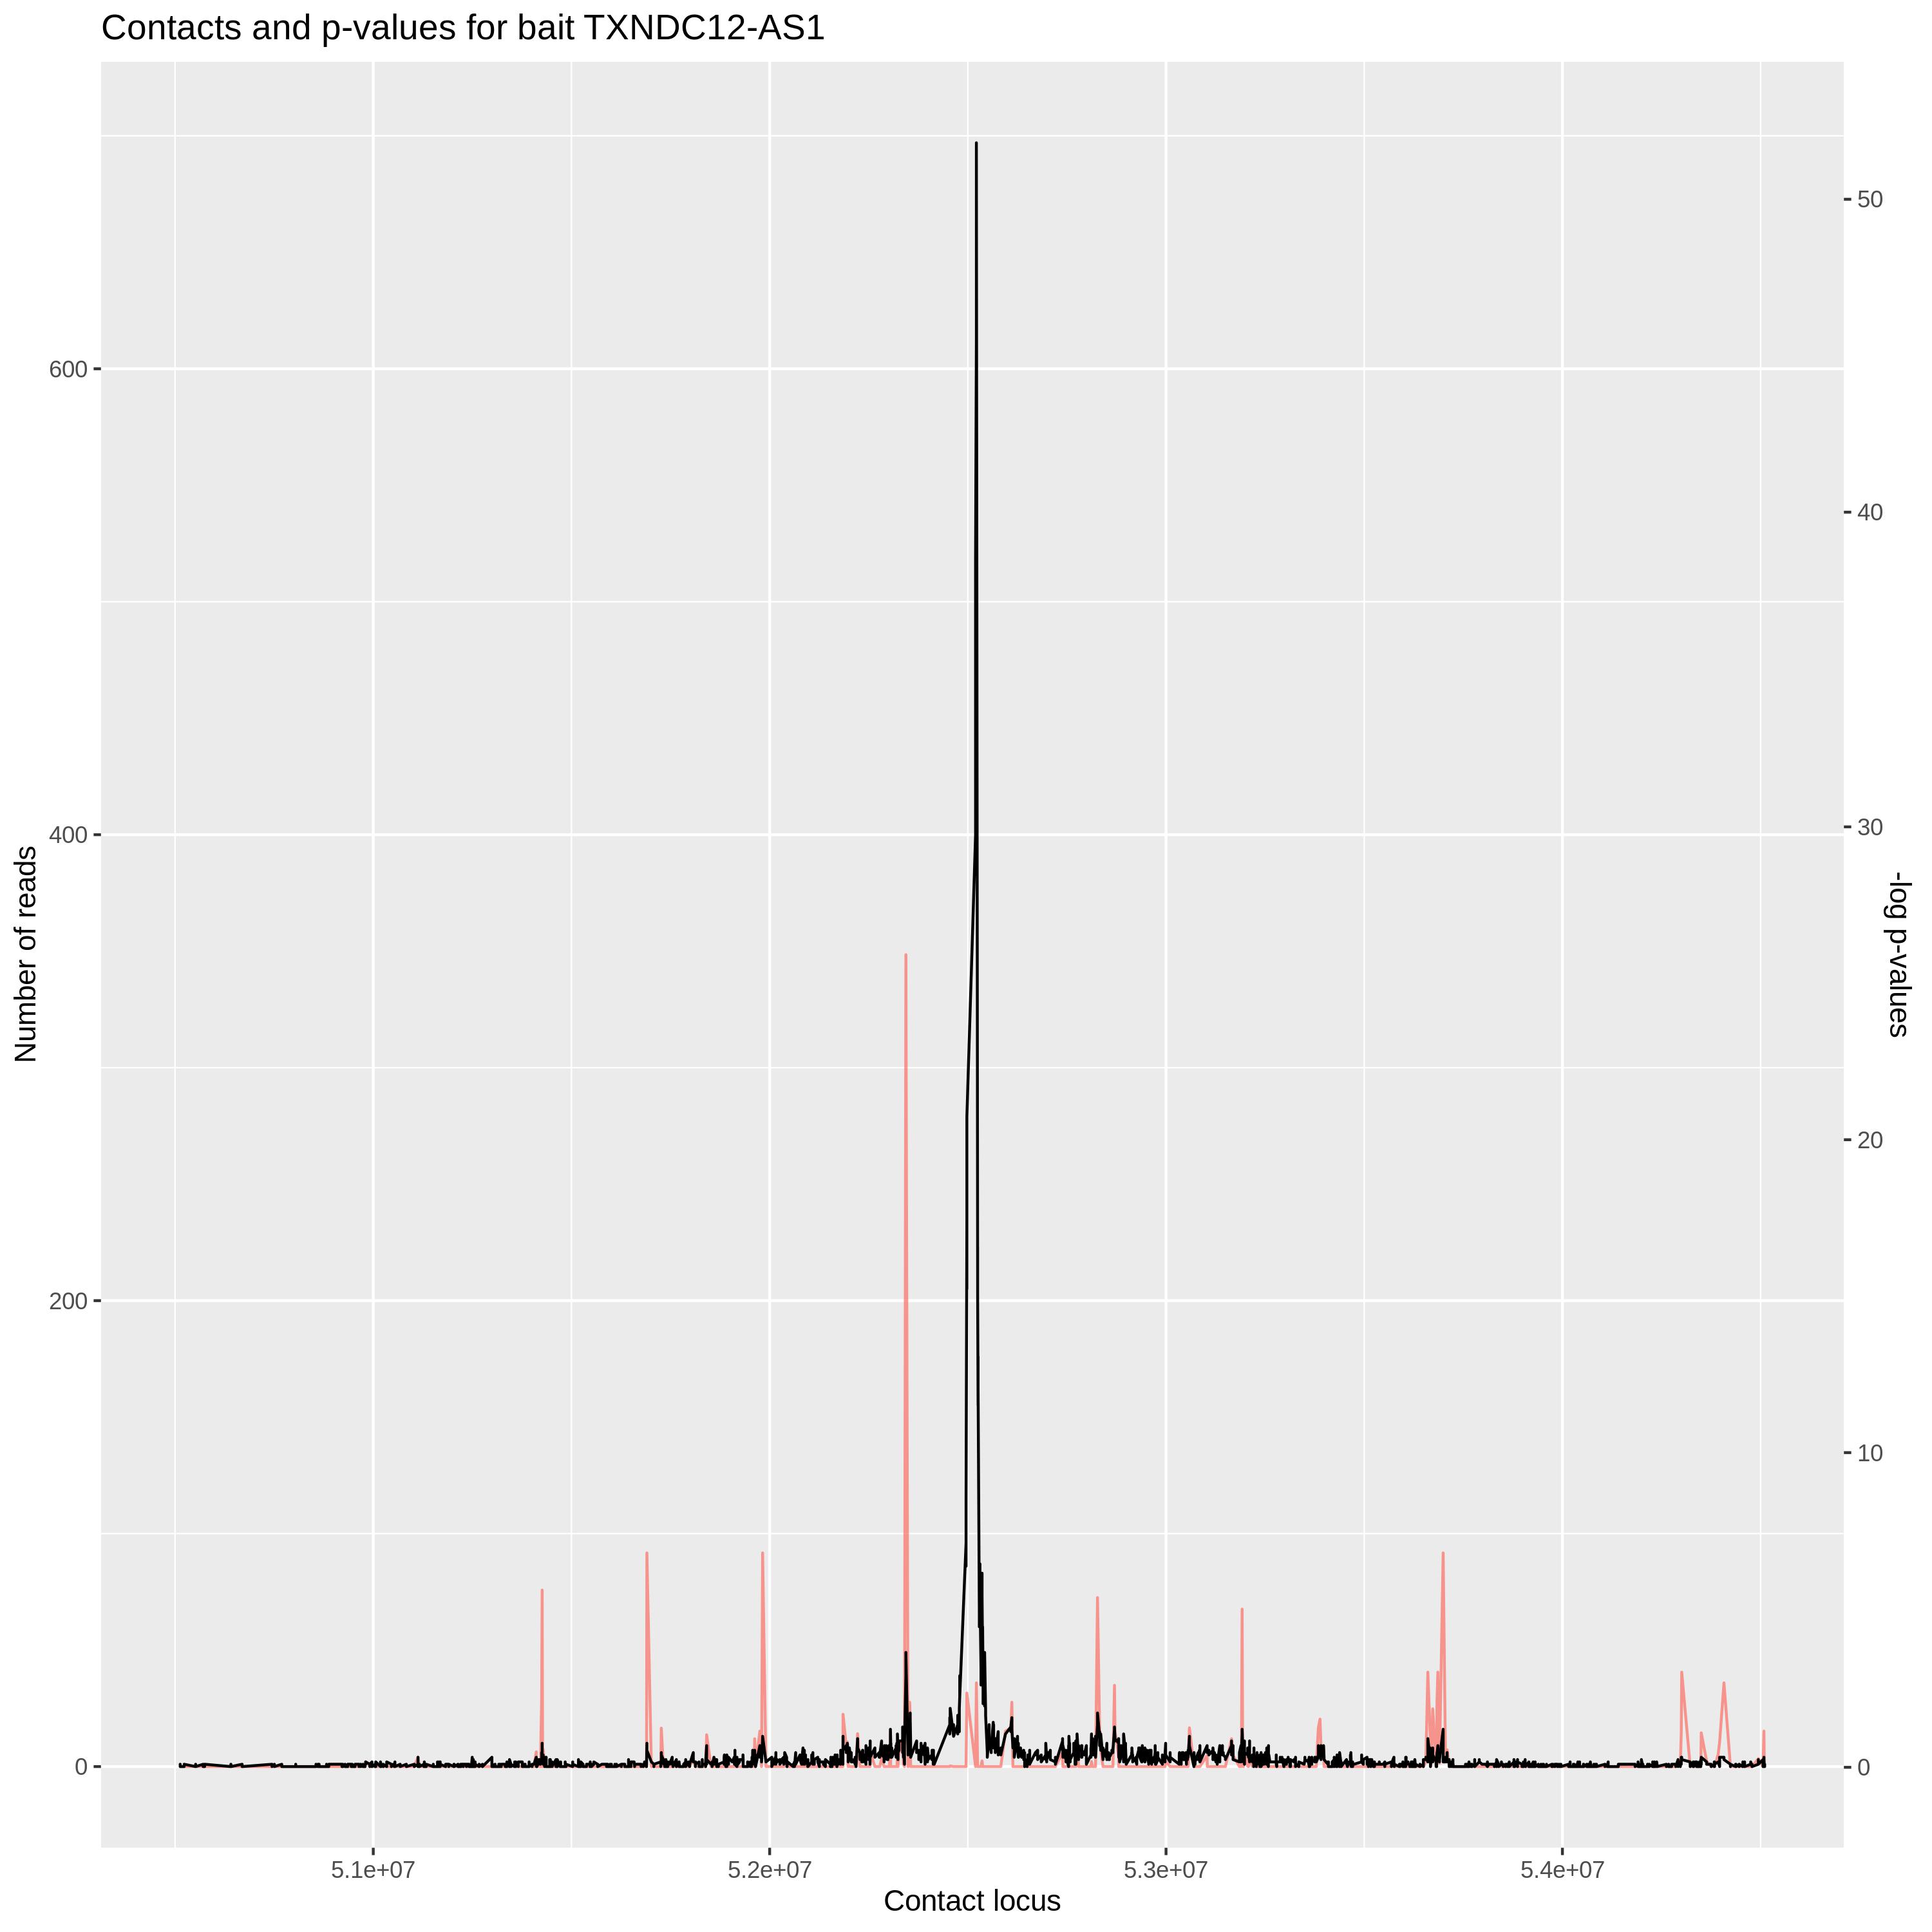 Contacts and p-values for bait TXNDC12-AS1
Number of reads
600
400
200
0
50
40
30
20
10
0
-log p-values
5.1e+07
5.2e+07
5.3e+07
5.4e+07
Contact locus